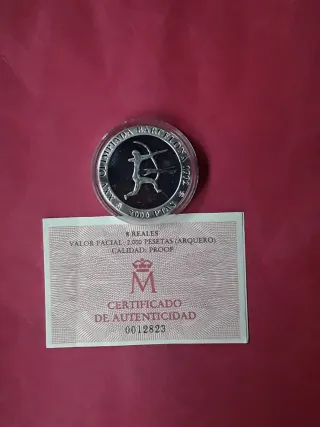 XXV OLIMPIADA BARCELONA 1992
2000 PTAS
8 REALES
VALOR FACIAL: 2.000 PESETAS (ARQUERO)
CALIDAD: PROOF
M
CERTIFICADO
DE AUTENTICIDAD
0012823